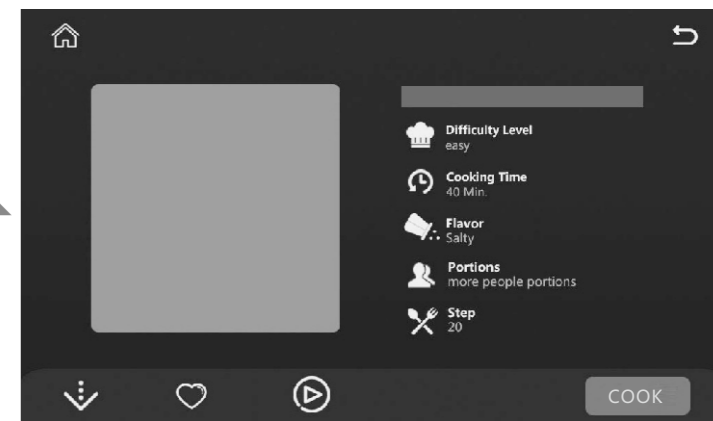 Difficulty Level
easy
Cooking Time
40 Min.
Flavor
Salty
Portions
more people portions
Step
20
COOK